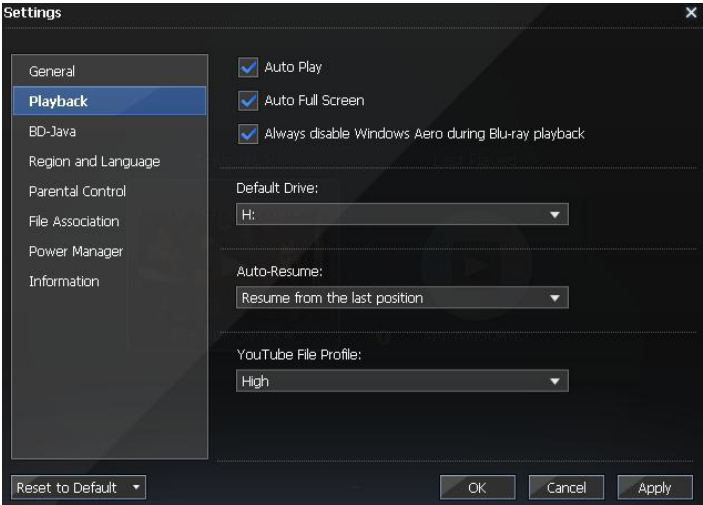 Settings
General
Playback
BD-Java
Region and Language
Parental Control
File Association
Power Manager
Information
Auto Play
Auto Full Screen
Always disable Windows Aero during Blu-ray playback
Default Drive:
H:
Auto-Resume:
Resume from the last position
YouTube File Profile:
High
Reset to Default
OK
Cancel
Apply